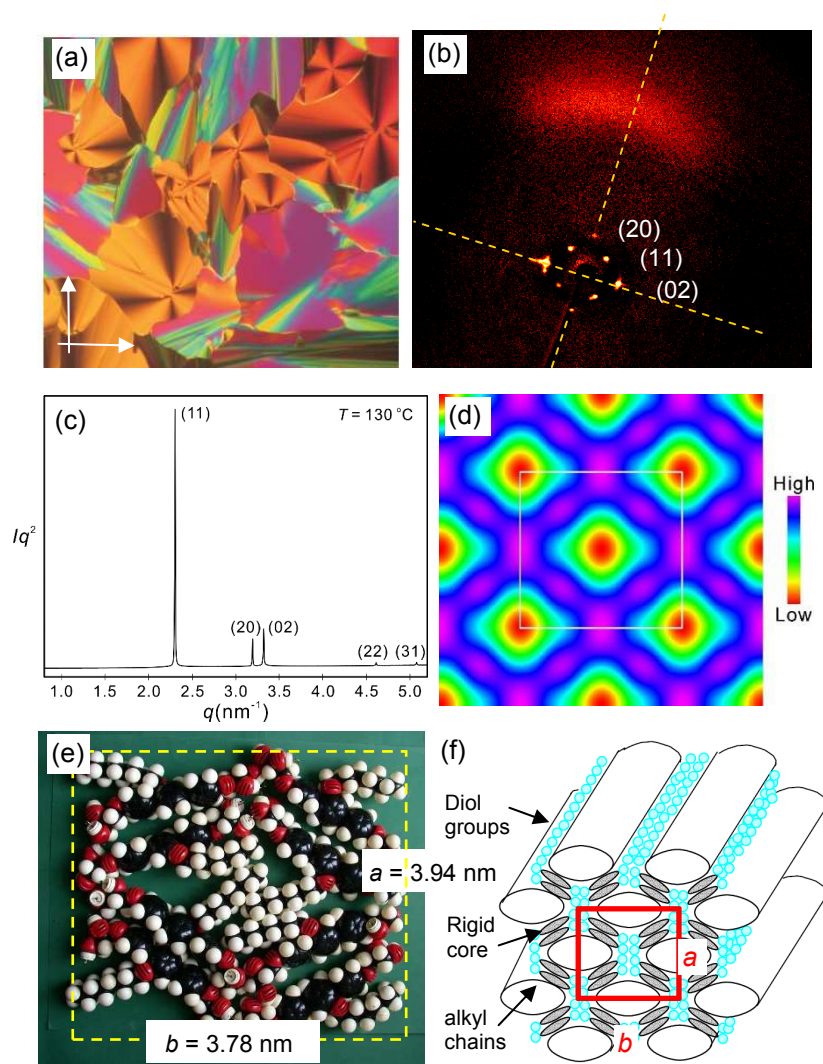 (a)
(b)
(20)
(11)
(02)
(c)
(11)
T = 130 °C
Iq²
(20)
(02)
(22)
(31)
1.0 1.5 2.0 2.5 3.1 3.5 4.0 4.5 5.0
q(nm⁻¹)
(d)
High
Low
(e)
a = 3.94 nm
b = 3.78 nm
(f)
Diol
groups
Rigid
core
alkyl
chains
a
b